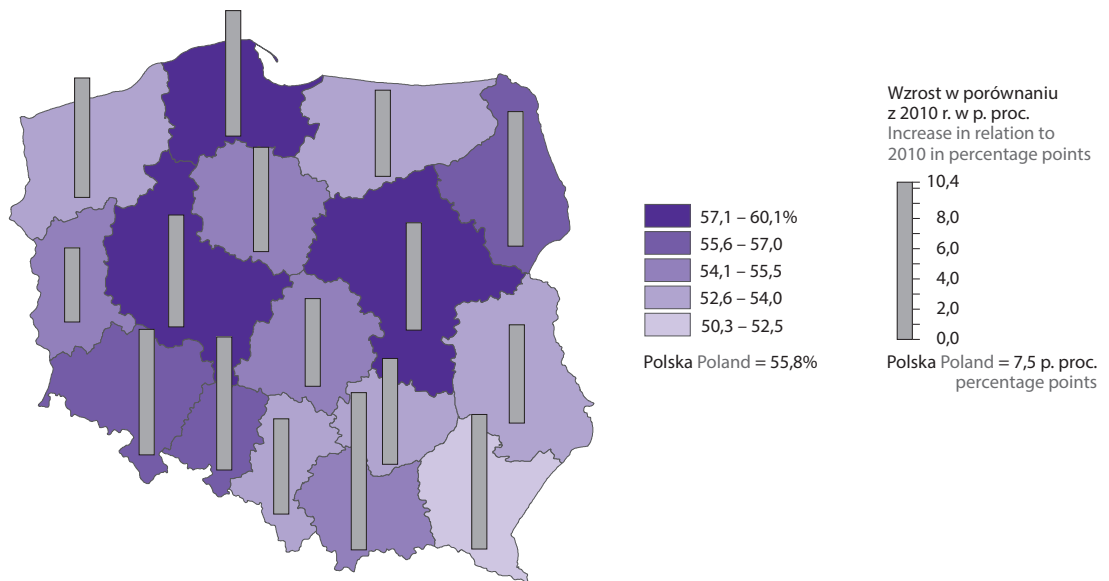 57,1 – 60,1%
55,6 – 57,0
54,1 – 55,5
52,6 – 54,0
50,3 – 52,5
Polska Poland = 55,8%
Wzrost w porównaniu
z 2010 r. w p. proc.
Increase in relation to
2010 in percentage points
10,4
8,0
6,0
4,0
2,0
0,0
Polska Poland = 7,5 p. proc.
percentage points